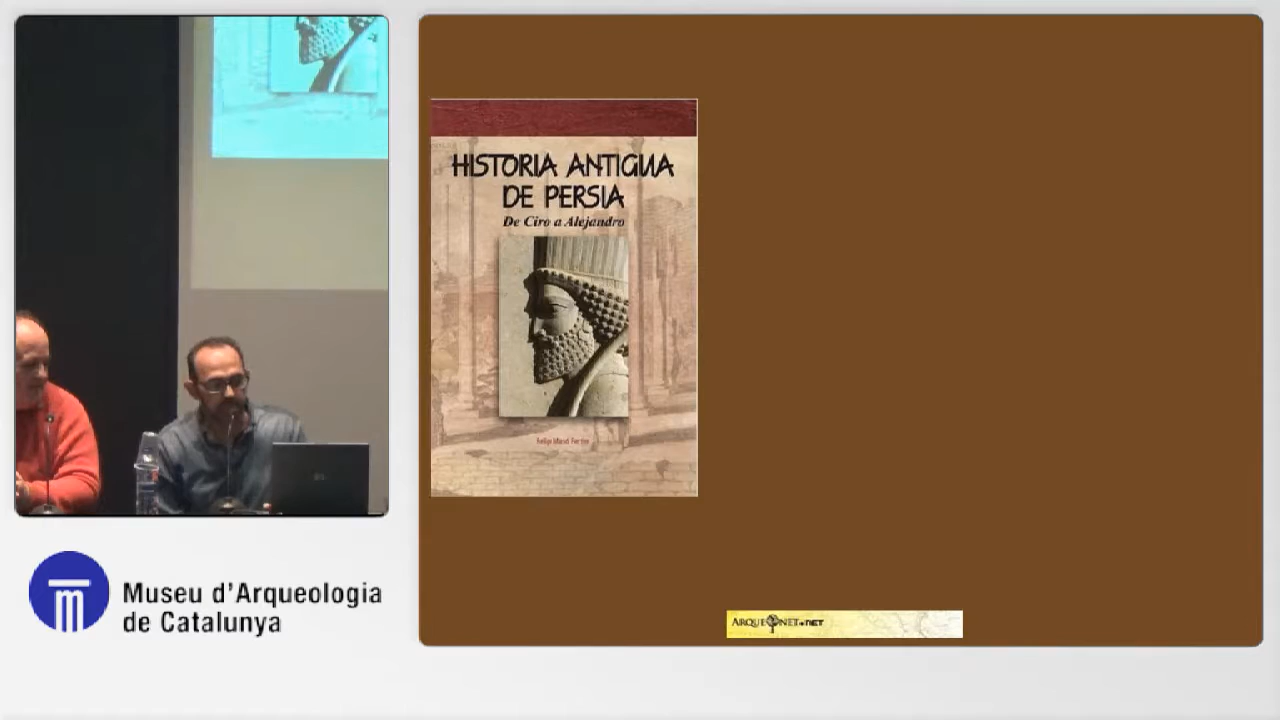 HISTORIA ANTIGUA
DE PERSIA
De Ciro a Alejandro
Museu d'Arqueologia
de Catalunya
ARQUEONET.NET